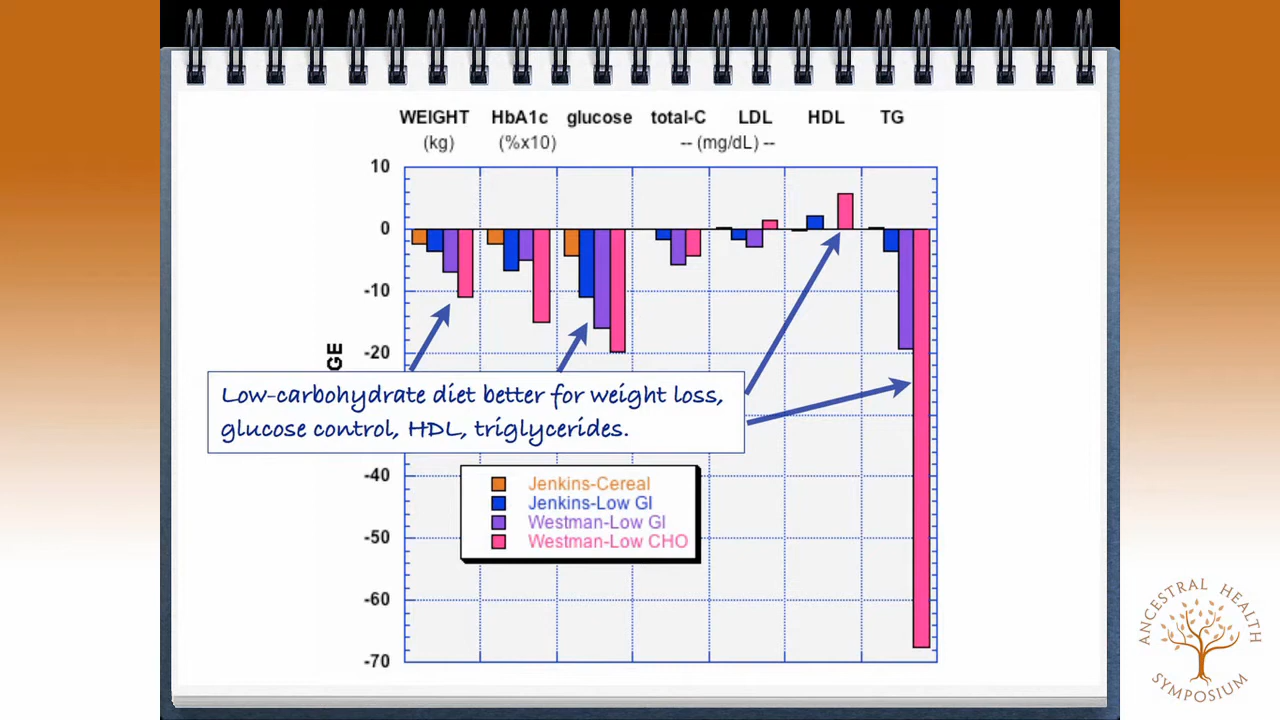 WEIGHT HbA1c glucose total-C LDL HDL TG
(kg) (%x10) -- (mg/dL) --
10
0
-10
-20
GE
Low-carbohydrate diet better for weight loss,
glucose control, HDL, triglycerides.
-40
Jenkins-Cereal
Jenkins-Low GI
Westman-Low GI
Westman-Low CHO
-50
-60
-70
ANCESTRAL HEALTH
SYMPOSIUM